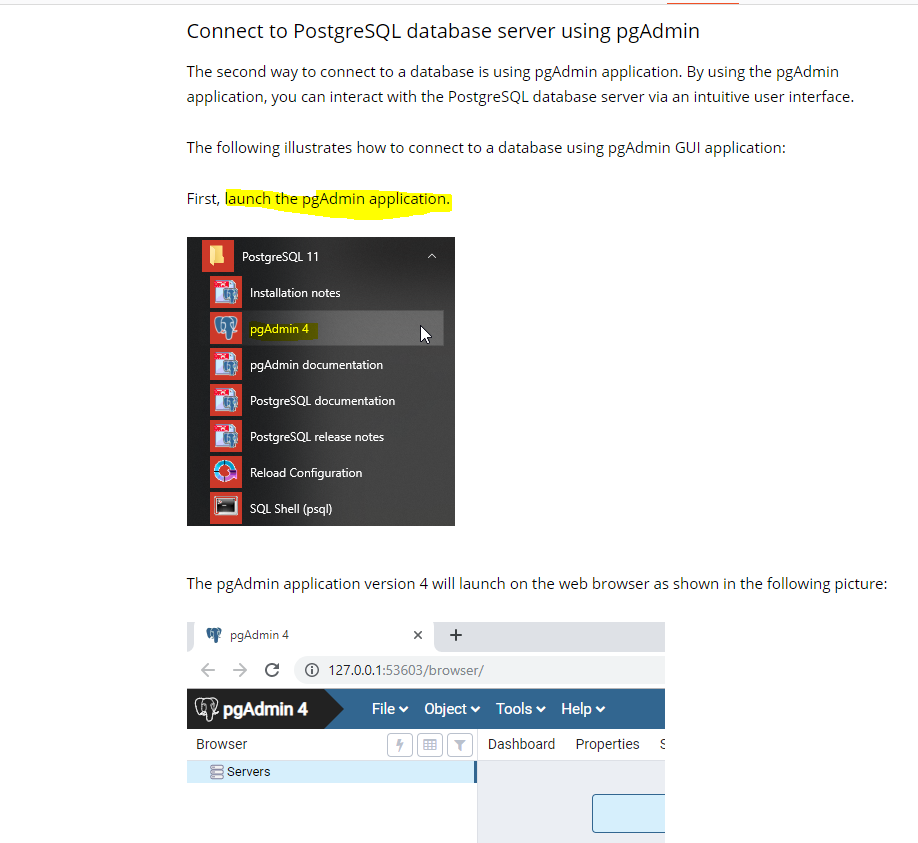 Connect to PostgreSQL database server using pgAdmin
The second way to connect to a database is using pgAdmin application. By using the pgAdmin
application, you can interact with the PostgreSQL database server via an intuitive user interface.
The following illustrates how to connect to a database using pgAdmin GUI application:
First, launch the pgAdmin application.
PostgreSQL 11
Installation notes
pgAdmin 4
pgAdmin documentation
PostgreSQL documentation
PostgreSQL release notes
Reload Configuration
SQL Shell (psql)
The pgAdmin application version 4 will launch on the web browser as shown in the following picture:
pgAdmin 4
127.0.0.1:53603/browser/
pgAdmin 4 File Object Tools Help
Browser Dashboard Properties S
Servers